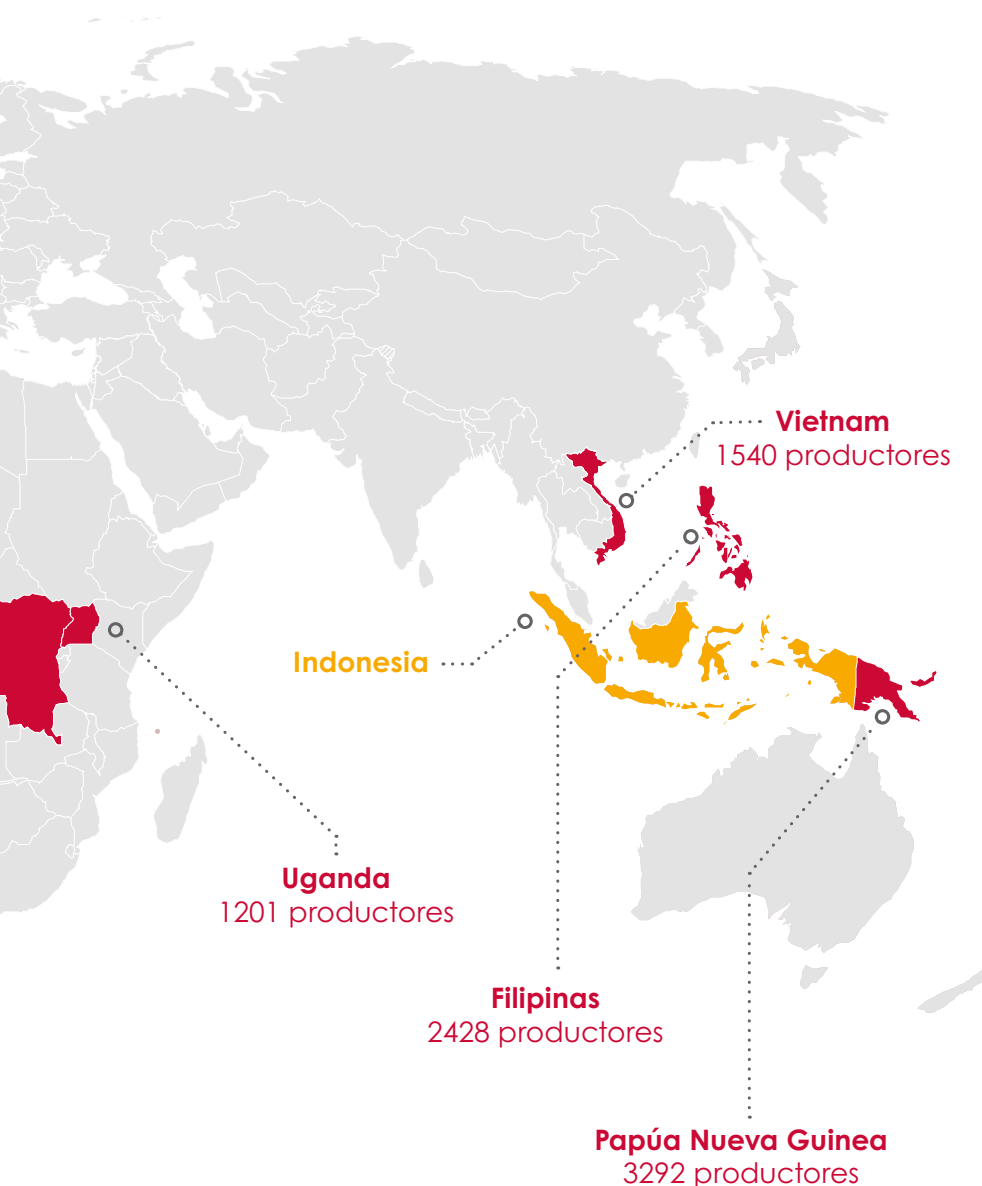 Vietnam
1540 productores
Indonesia
Uganda
1201 productores
Filipinas
2428 productores
Papúa Nueva Guinea
3292 productores